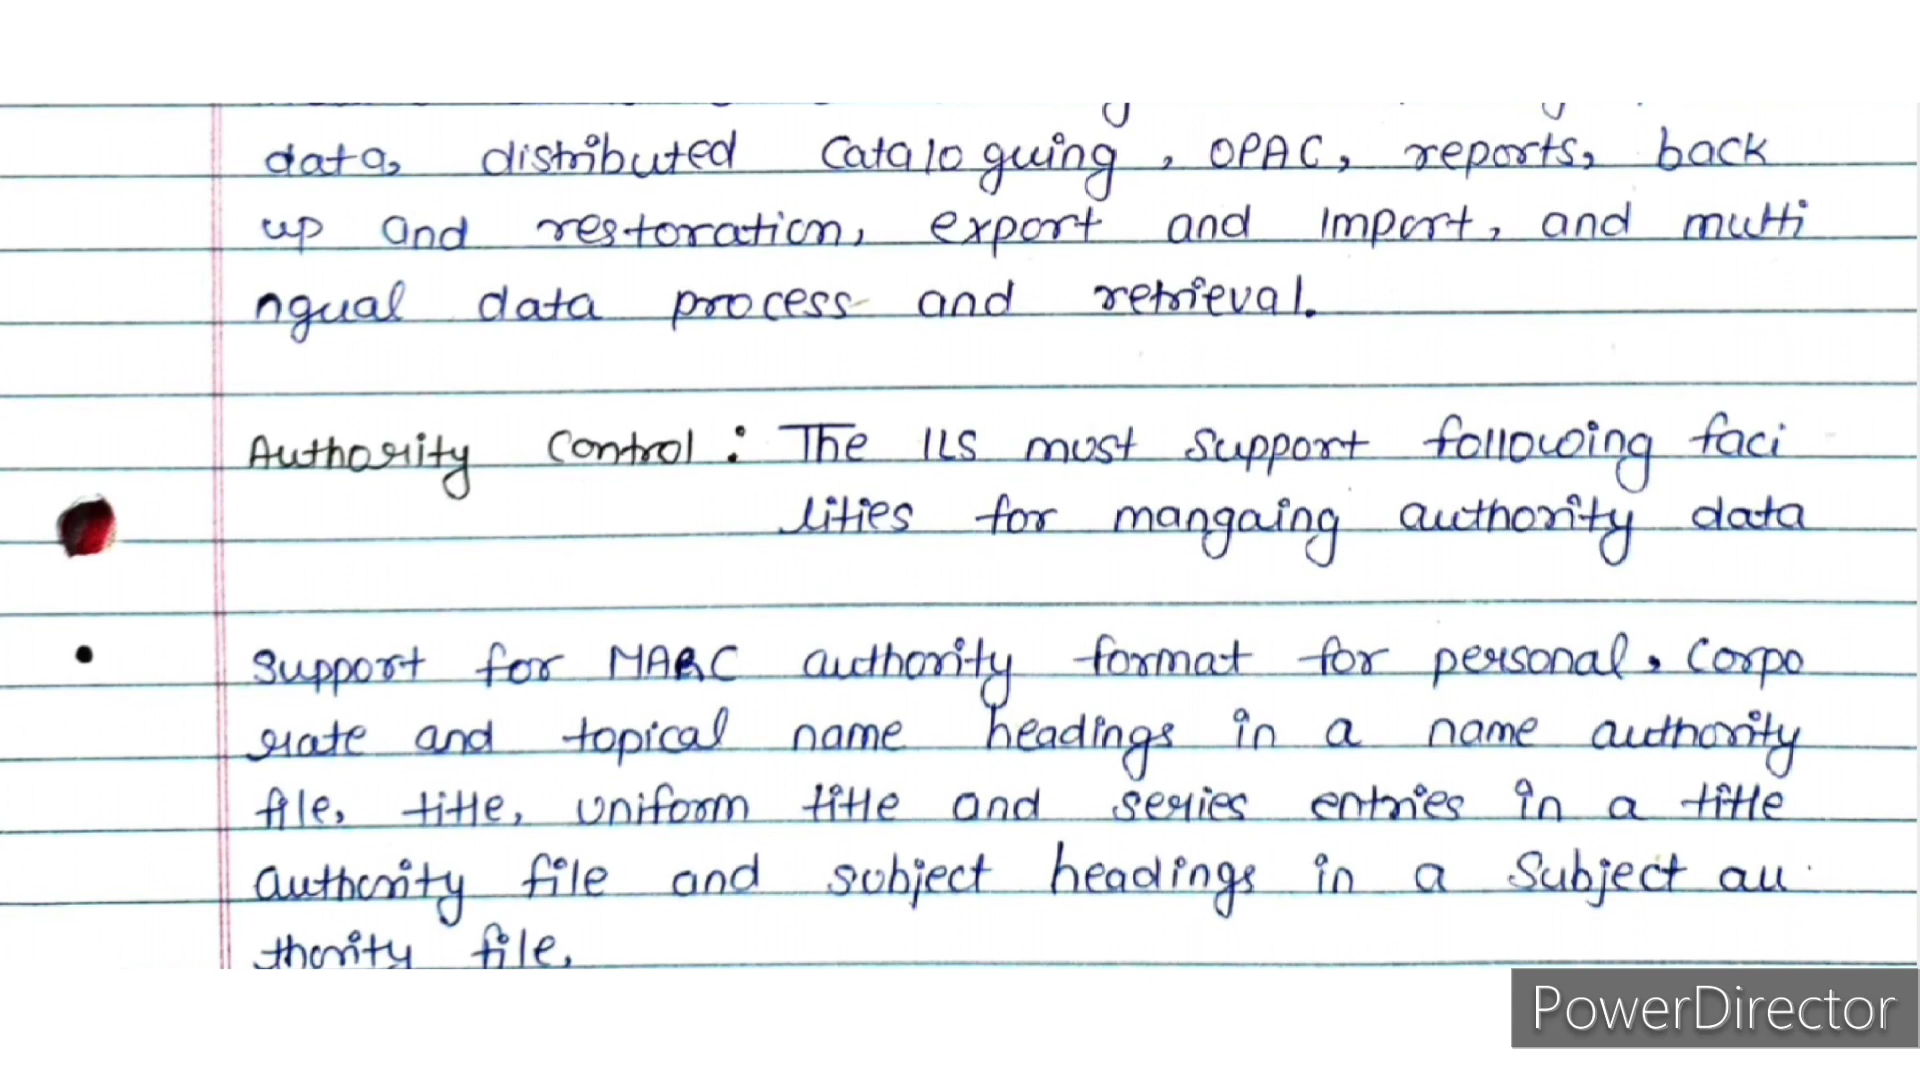 data, distributed Cataloguing, OPAC, reports, back
up and restoration, export and import, and multi
ngual data process and retrieval.
Authority Control: The ILS must support following faci
lities for mangaing authority data
• Support for MARC authority format for personal, Corpo
rate and topical name headings in a name authority
file, title, uniform title and series entries in a title
authority file and subject headings in a Subject au
thority file.
PowerDirector